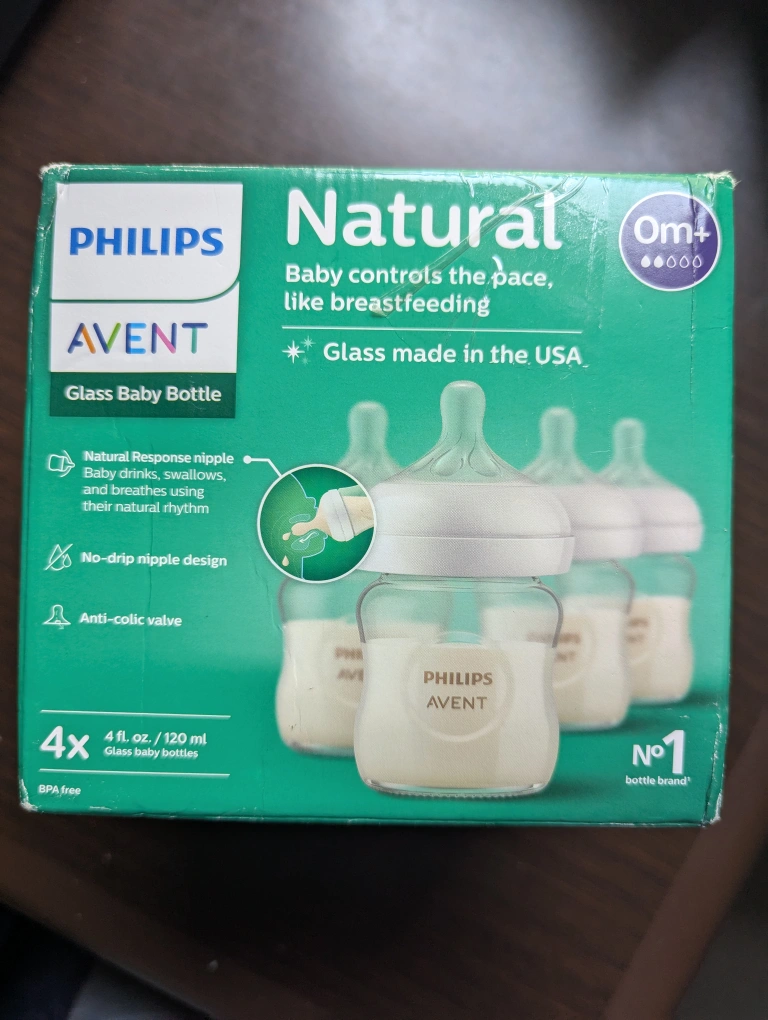 PHILIPS
AVENT
Glass Baby Bottle
Natural
Baby controls the pace,
like breastfeeding
Glass made in the USA
0m+
Natural Response nipple
Baby drinks, swallows,
and breathes using
their natural rhythm
No-drip nipple design
Anti-colic valve
PHILIPS
AVENT
4x
4 fl. oz. / 120 ml
Glass baby bottles
BPA free
Nº1
bottle brand¹